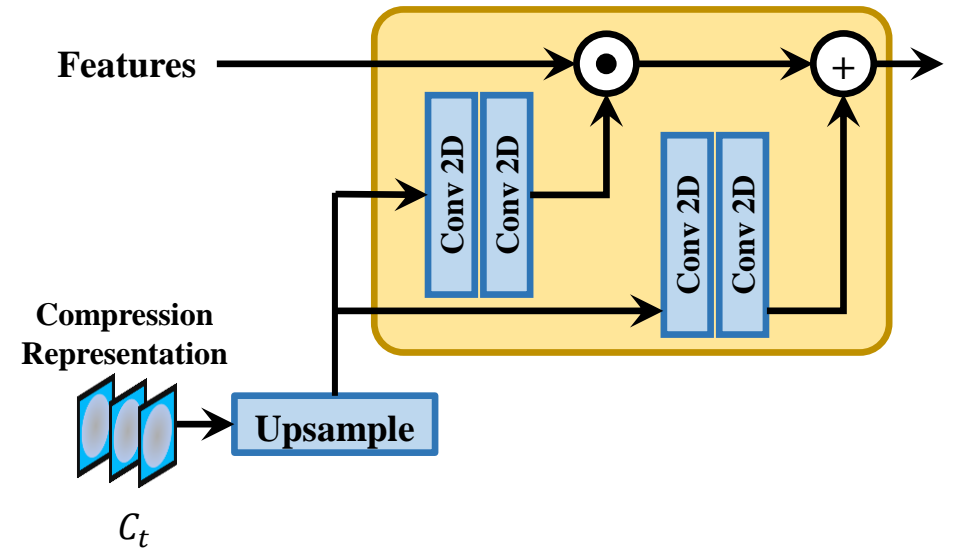 Features
+
Conv 2D
Conv 2D
Conv 2D
Conv 2D
Compression
Representation
Upsample
C_t